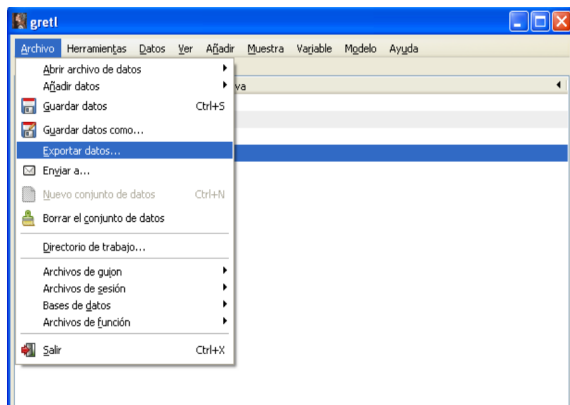 gretl
Archivo Herramientas Datos Ver Añadir Muestra Variable Modelo Ayuda
Abrir archivo de datos
Añadir datos
va
Guardar datos Ctrl+S
Guardar datos como...
Exportar datos...
Enviar a...
Nuevo conjunto de datos Ctrl+N
Borrar el conjunto de datos
Directorio de trabajo...
Archivos de guion
Archivos de sesión
Bases de datos
Archivos de función
Salir Ctrl+X